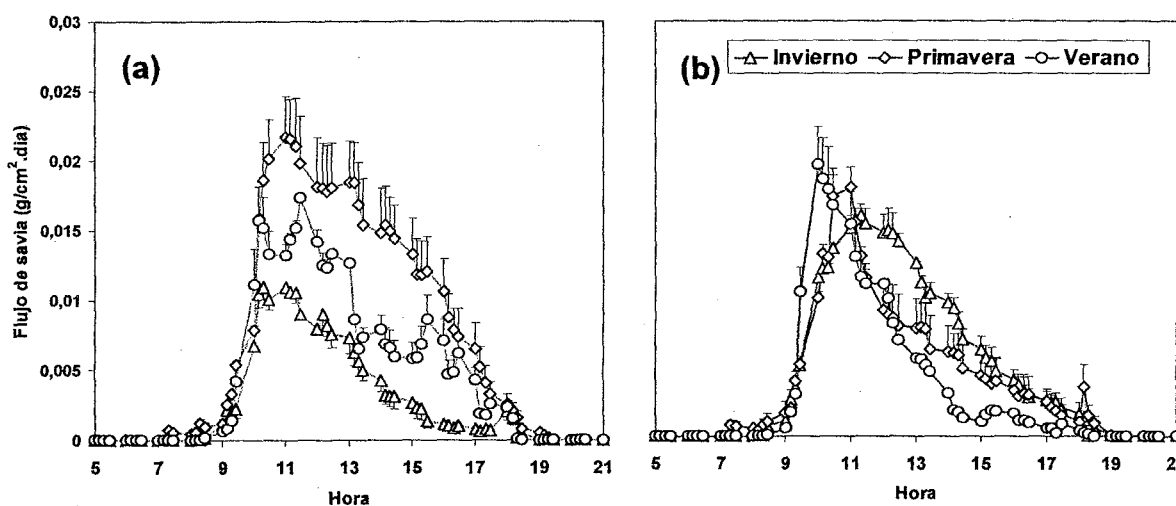 0,03
0,025
0,02
0,015
0,01
0,005
0
Flujo de savia (g/cm².dia)
(a)
5 7 9 11 13 15 17 19 21
Hora
(b)
Invierno Primavera Verano
5 7 9 11 13 15 17 19
Hora